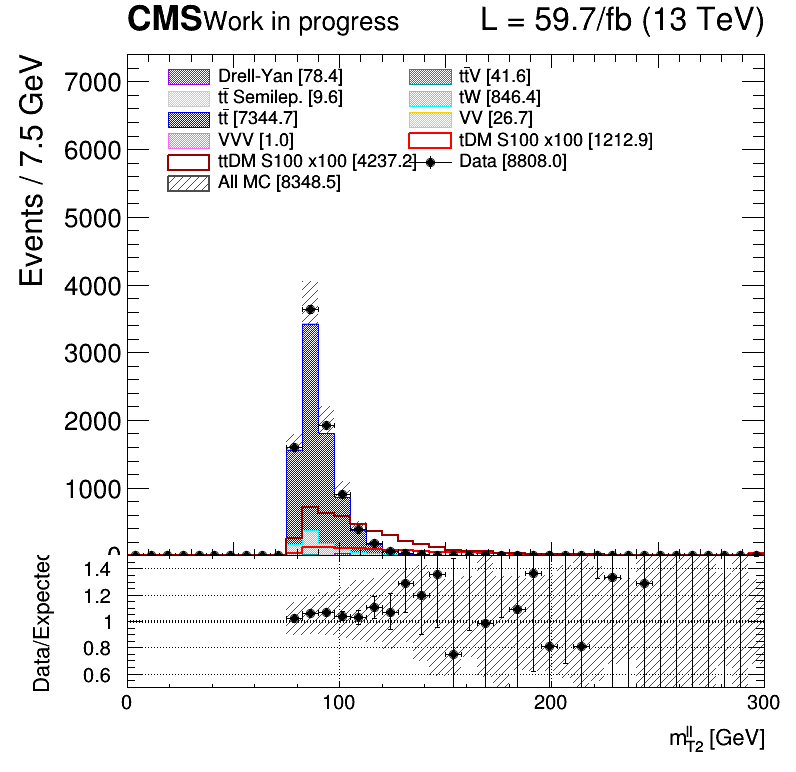 CMS Work in progress L = 59.7/fb (13 TeV)
Events / 7.5 GeV
7000
6000
5000
4000
3000
2000
1000
0
Drell-Yan [78.4]
tt̄V [41.6]
tt̄ Semilep. [9.6]
tW [846.4]
tt̄ [7344.7]
VV [26.7]
VVV [1.0]
tDM S100 x100 [1212.9]
ttDM S100 x100 [4237.2]
Data [8808.0]
All MC [8348.5]
Data/Expected
1.4
1.2
1
0.8
0.6
0 100 200 300
m_{T2}^{ll} [GeV]